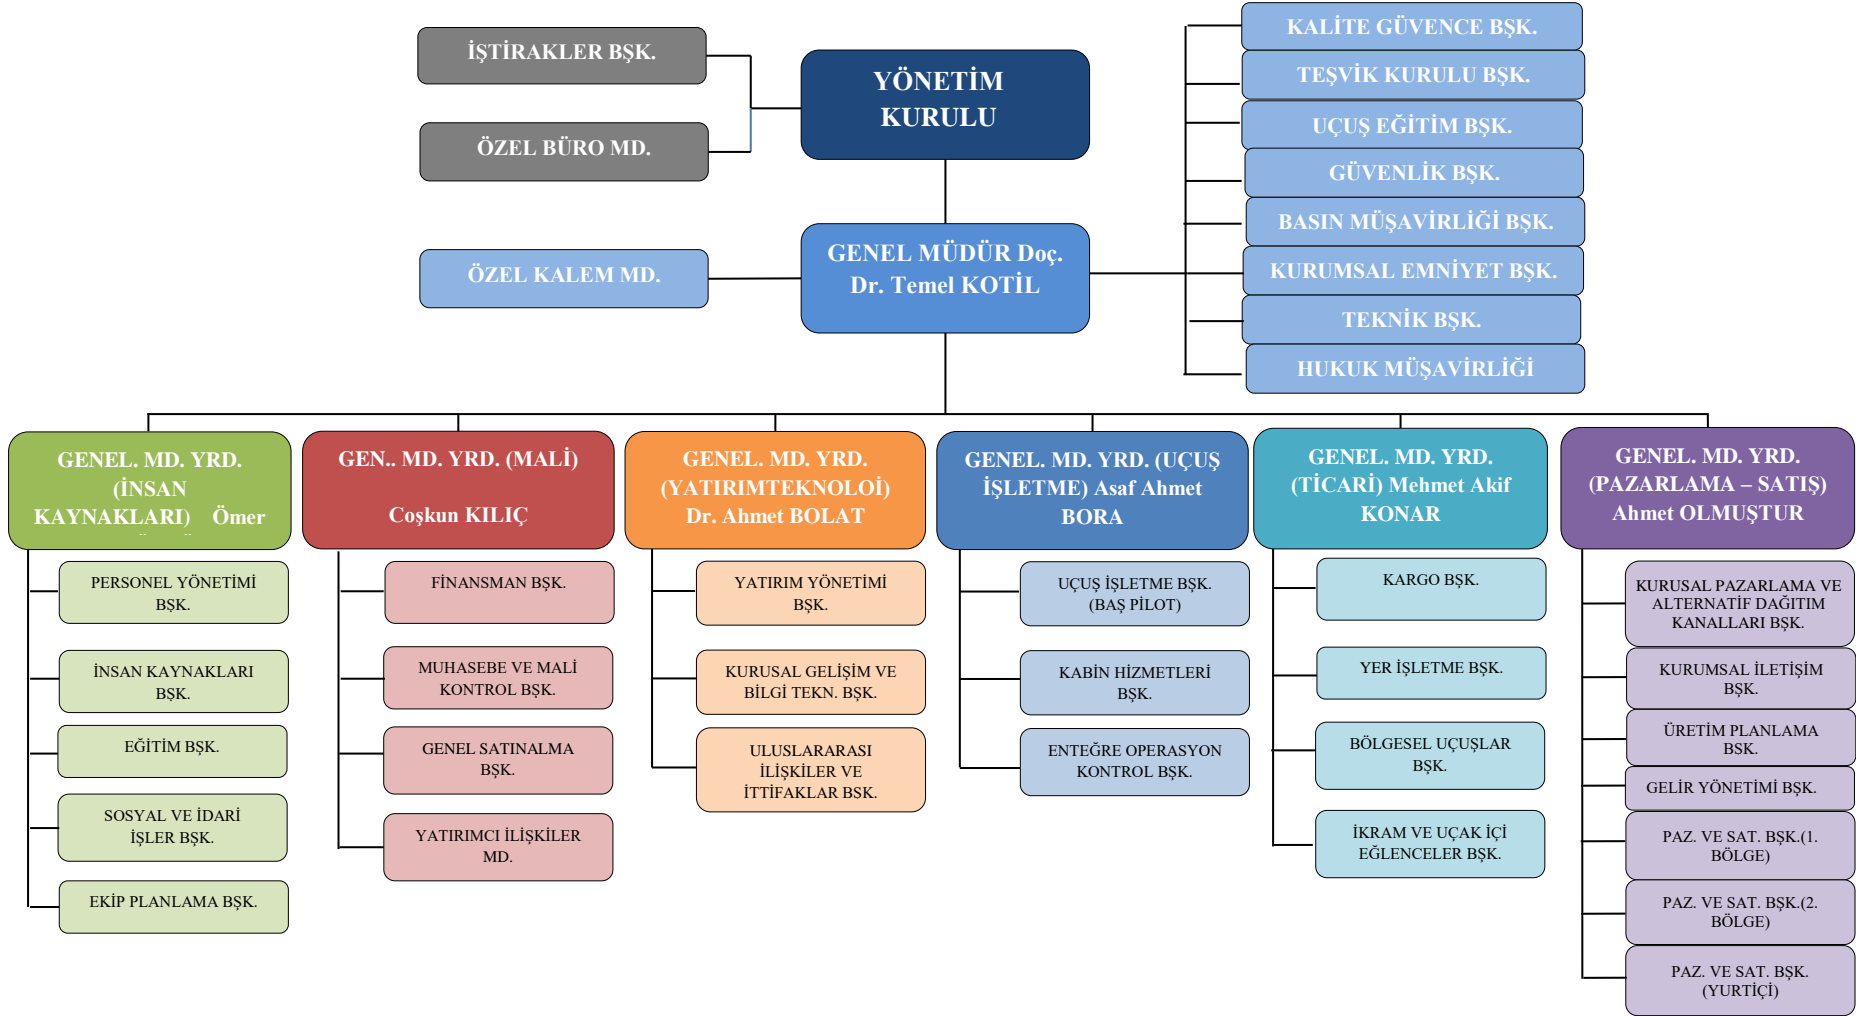 İŞTİRAKLER BŞK.
ÖZEL BÜRO MD.
YÖNETİM
KURULU
KALİTE GÜVENCE BŞK.
TEŞVİK KURULU BŞK.
UÇUŞ EĞİTİM BŞK.
GÜVENLİK BŞK.
BASIN MÜŞAVİRLİĞİ BŞK.
KURUMSAL EMNİYET BŞK.
TEKNİK BŞK.
HUKUK MÜŞAVİRLİĞİ
ÖZEL KALEM MD.
GENEL MÜDÜR Doç.
Dr. Temel KOTİL
GENEL. MD. YRD.
(İNSAN
KAYNAKLARI) Ömer
PERSONEL YÖNETİMİ
BŞK.
İNSAN KAYNAKLARI
BŞK.
EĞİTİM BŞK.
SOSYAL VE İDARİ
İŞLER BŞK.
EKİP PLANLAMA BŞK.
GEN.. MD. YRD. (MALİ)
Coşkun KILIÇ
FİNANSMAN BŞK.
MUHASEBE VE MALİ
KONTROL BŞK.
GENEL SATINALMA
BŞK.
YATIRIMCI İLİŞKİLER
MD.
GENEL. MD. YRD.
(YATIRIMTEKNOLOİ)
Dr. Ahmet BOLAT
YATIRIM YÖNETİMİ
BŞK.
KURUSAL GELİŞİM VE
BİLGİ TEKN. BŞK.
ULUSLARARASI
İLİŞKİLER VE
İTTİFAKLAR BŞK.
GENEL. MD. YRD. (UÇUŞ
İŞLETME) Asaf Ahmet
BORA
UÇUŞ İŞLETME BŞK.
(BAŞ PİLOT)
KABİN HİZMETLERİ
BŞK.
ENTEĞRE OPERASYON
KONTROL BŞK.
GENEL. MD. YRD.
(TİCARİ) Mehmet Akif
KONAR
KARGO BŞK.
YER İŞLETME BŞK.
BÖLGESEL UÇUŞLAR
BŞK.
İKRAM VE UÇAK İÇİ
EĞLENCELER BŞK.
GENEL. MD. YRD.
(PAZARLAMA – SATIŞ)
Ahmet OLMUŞTUR
KURUSAL PAZARLAMA VE
ALTERNATİF DAĞITIM
KANALLARI BŞK.
KURUMSAL İLETİŞİM
BŞK.
ÜRETİM PLANLAMA
BŞK.
GELİR YÖNETİMİ BŞK.
PAZ. VE SAT. BŞK.(1.
BÖLGE)
PAZ. VE SAT. BŞK.(2.
BÖLGE)
PAZ. VE SAT. BŞK.
(YURTİÇİ)